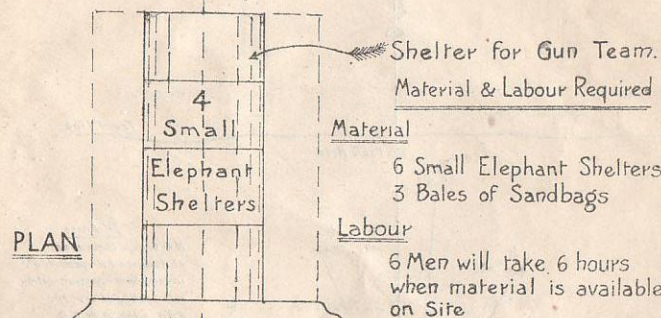 Shelter for Gun Team.
Material & Labour Required
4
Small
Elephant
Shelters
Material
6 Small Elephant Shelters
3 Bales of Sandbags
PLAN
Labour
6 Men will take 6 hours
when material is available
on Site